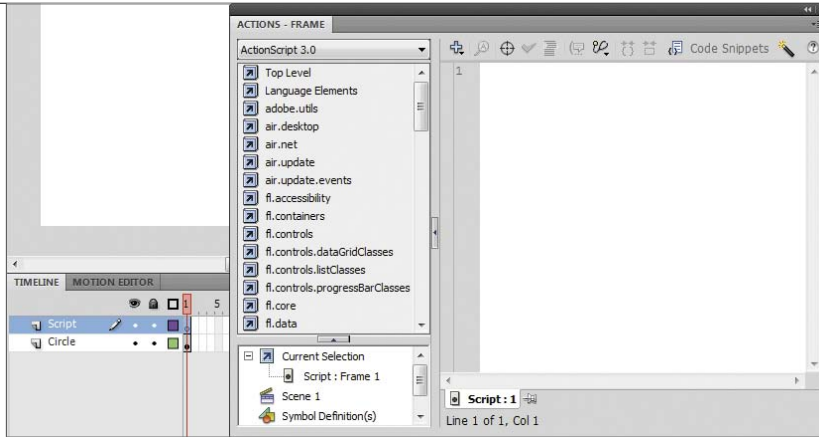 ACTIONS - FRAME
ActionScript 3.0
Top Level
Language Elements
adobe.utils
air.desktop
air.net
air.update
air.update.events
fl.accessibility
fl.containers
fl.controls
fl.controls.dataGridClasses
fl.controls.listClasses
fl.controls.progressBarClasses
fl.core
fl.data
Current Selection
Script : Frame 1
Scene 1
Symbol Definition(s)
Code Snippets
1
Script : 1
Line 1 of 1, Col 1
TIMELINE MOTION EDITOR
1 5
Script
Circle